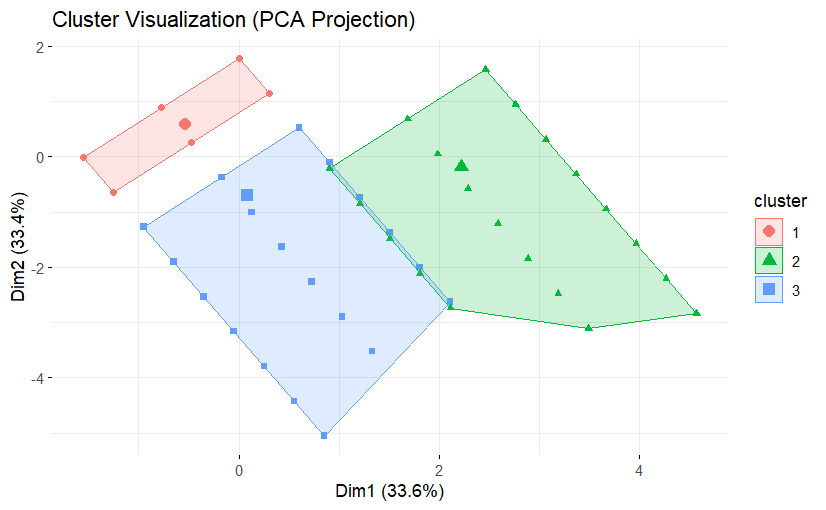 Cluster Visualization (PCA Projection)
2
0
-2
-4
Dim2 (33.4%)
0
2
4
Dim1 (33.6%)
cluster
1
2
3